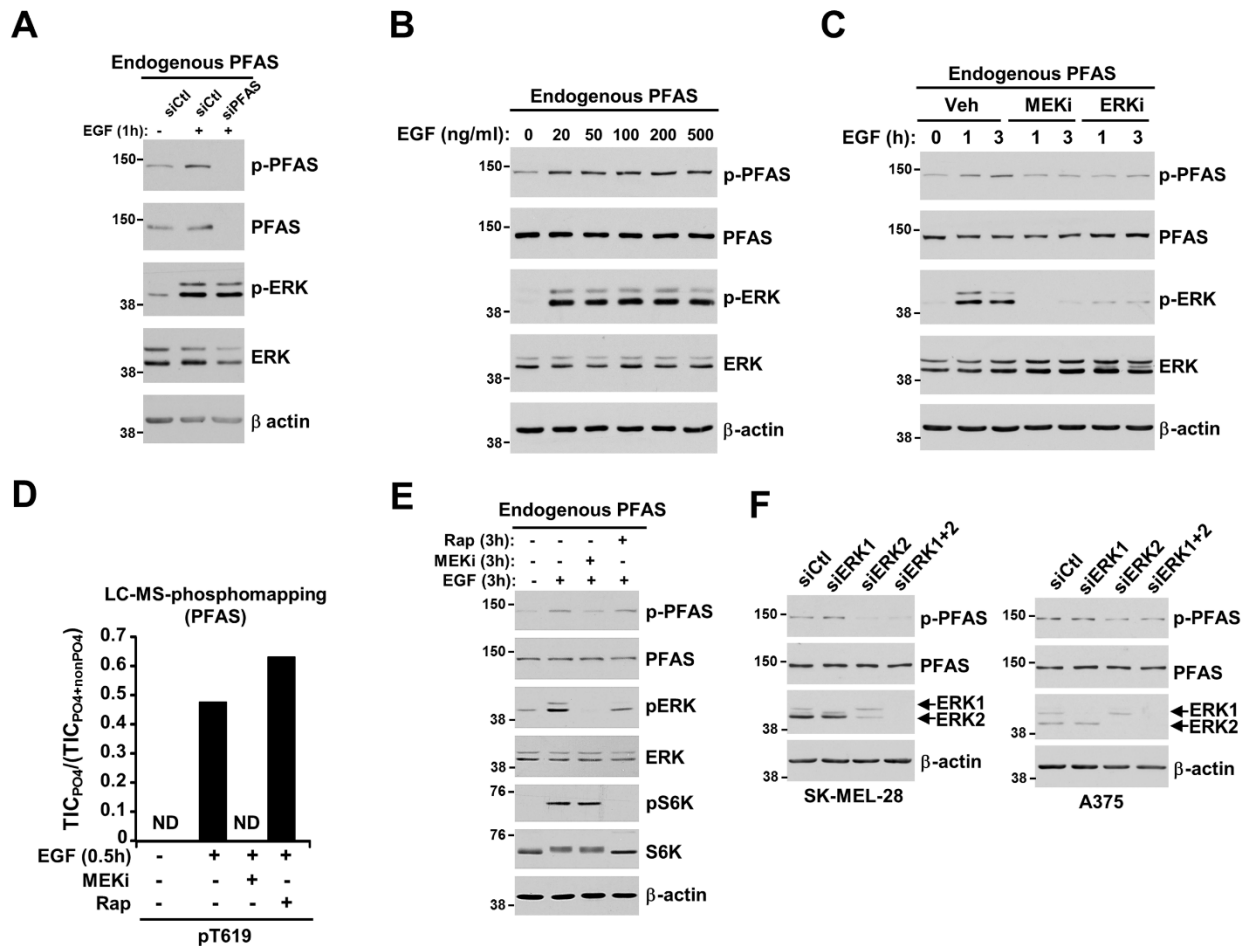 A
Endogenous PFAS
siCtl siCtl siPFAS
EGF (1h): - + +
150 p-PFAS
150 PFAS
38 p-ERK
38 ERK
38 β actin
B
Endogenous PFAS
EGF (ng/ml): 0 20 50 100 200 500
150 p-PFAS
150 PFAS
38 p-ERK
38 ERK
38 β-actin
C
Endogenous PFAS
Veh MEKi ERKi
EGF (h): 0 1 3 1 3 1 3
150 p-PFAS
150 PFAS
38 p-ERK
38 ERK
38 β-actin
D
LC-MS-phosphomapping
(PFAS)
TICPO4/(TICPO4+nonPO4)
0.7
0.6
0.5
0.4
0.3
0.2
0.1
0
ND ND
EGF (0.5h) - + + +
MEKi - - + -
Rap - - - +
pT619
E
Endogenous PFAS
Rap (3h): - - - +
MEKi (3h): - - + -
EGF (3h): - + + +
150 p-PFAS
150 PFAS
38 pERK
38 ERK
76 pS6K
76 S6K
38 β-actin
F
siCtl siERK1 siERK2 siERK1+2
150 p-PFAS
150 PFAS
ERK1
38 ERK2
38 β-actin
SK-MEL-28
siCtl siERK1 siERK2 siERK1+2
150 p-PFAS
150 PFAS
ERK1
38 ERK2
38 β-actin
A375